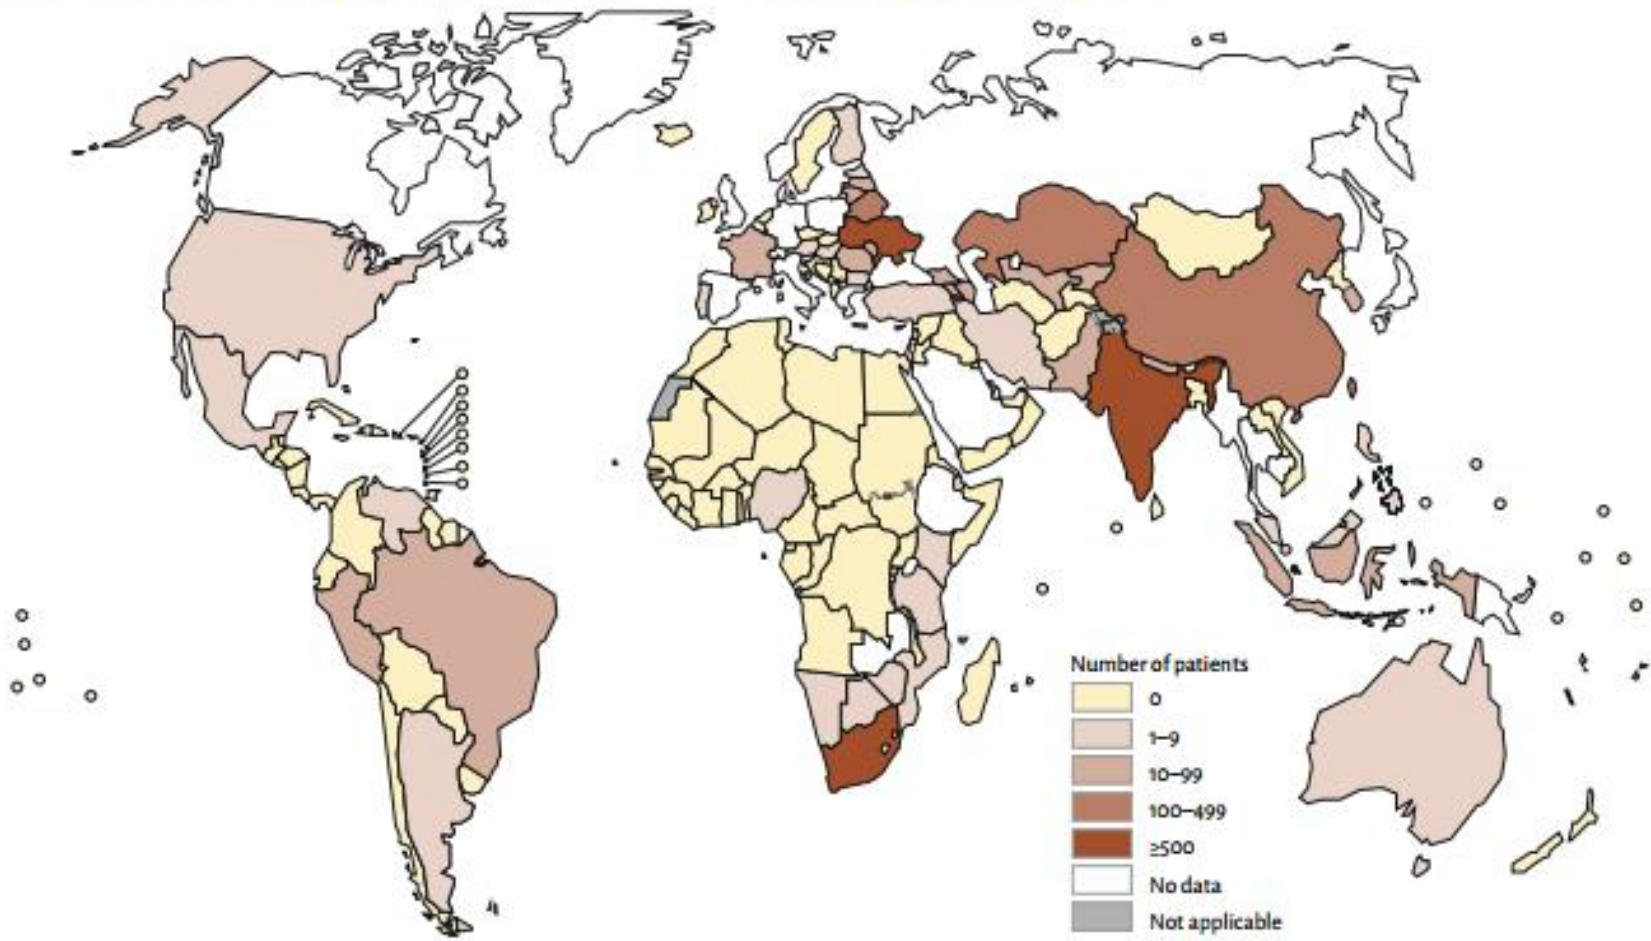 Number of patients
0
1–9
10–99
100–499
≥500
No data
Not applicable